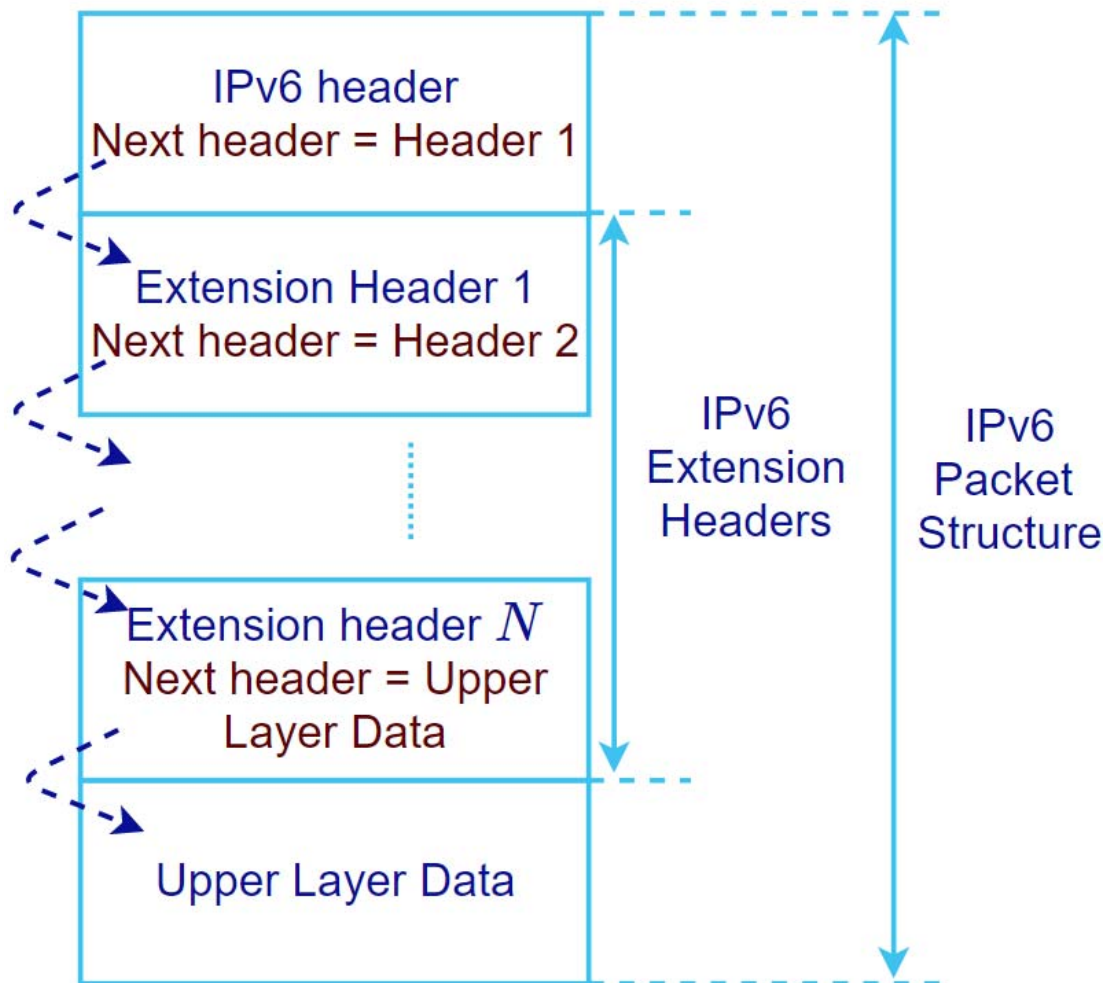 IPv6 header
Next header = Header 1
Extension Header 1
Next header = Header 2
IPv6
Extension
Headers
IPv6
Packet
Structure
Extension header N
Next header = Upper
Layer Data
Upper Layer Data